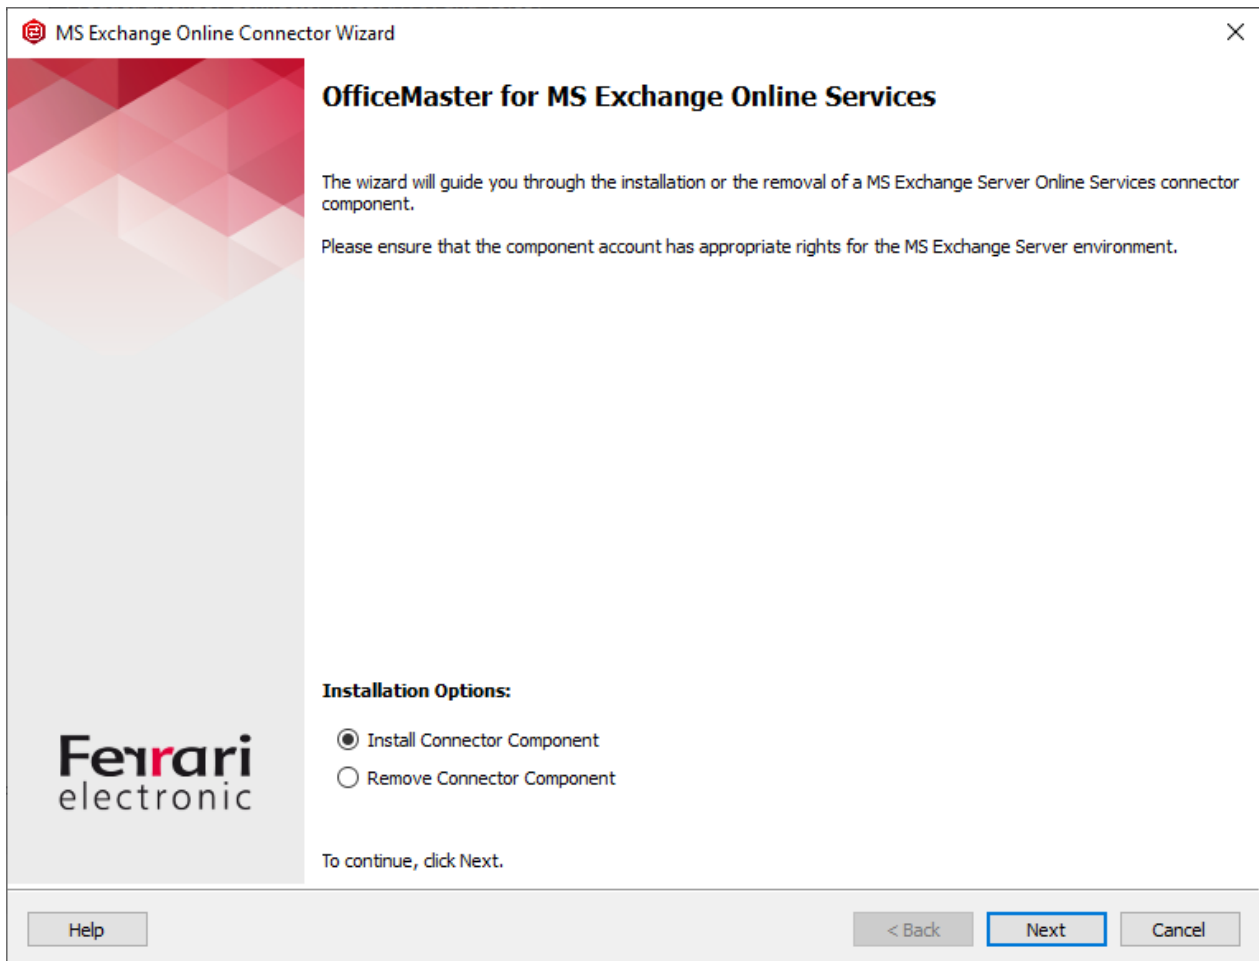 MS Exchange Online Connector Wizard
OfficeMaster for MS Exchange Online Services
The wizard will guide you through the installation or the removal of a MS Exchange Server Online Services connector
component.
Please ensure that the component account has appropriate rights for the MS Exchange Server environment.
Installation Options:
Install Connector Component
Remove Connector Component
Ferrari
electronic
To continue, click Next.
Help
< Back
Next
Cancel